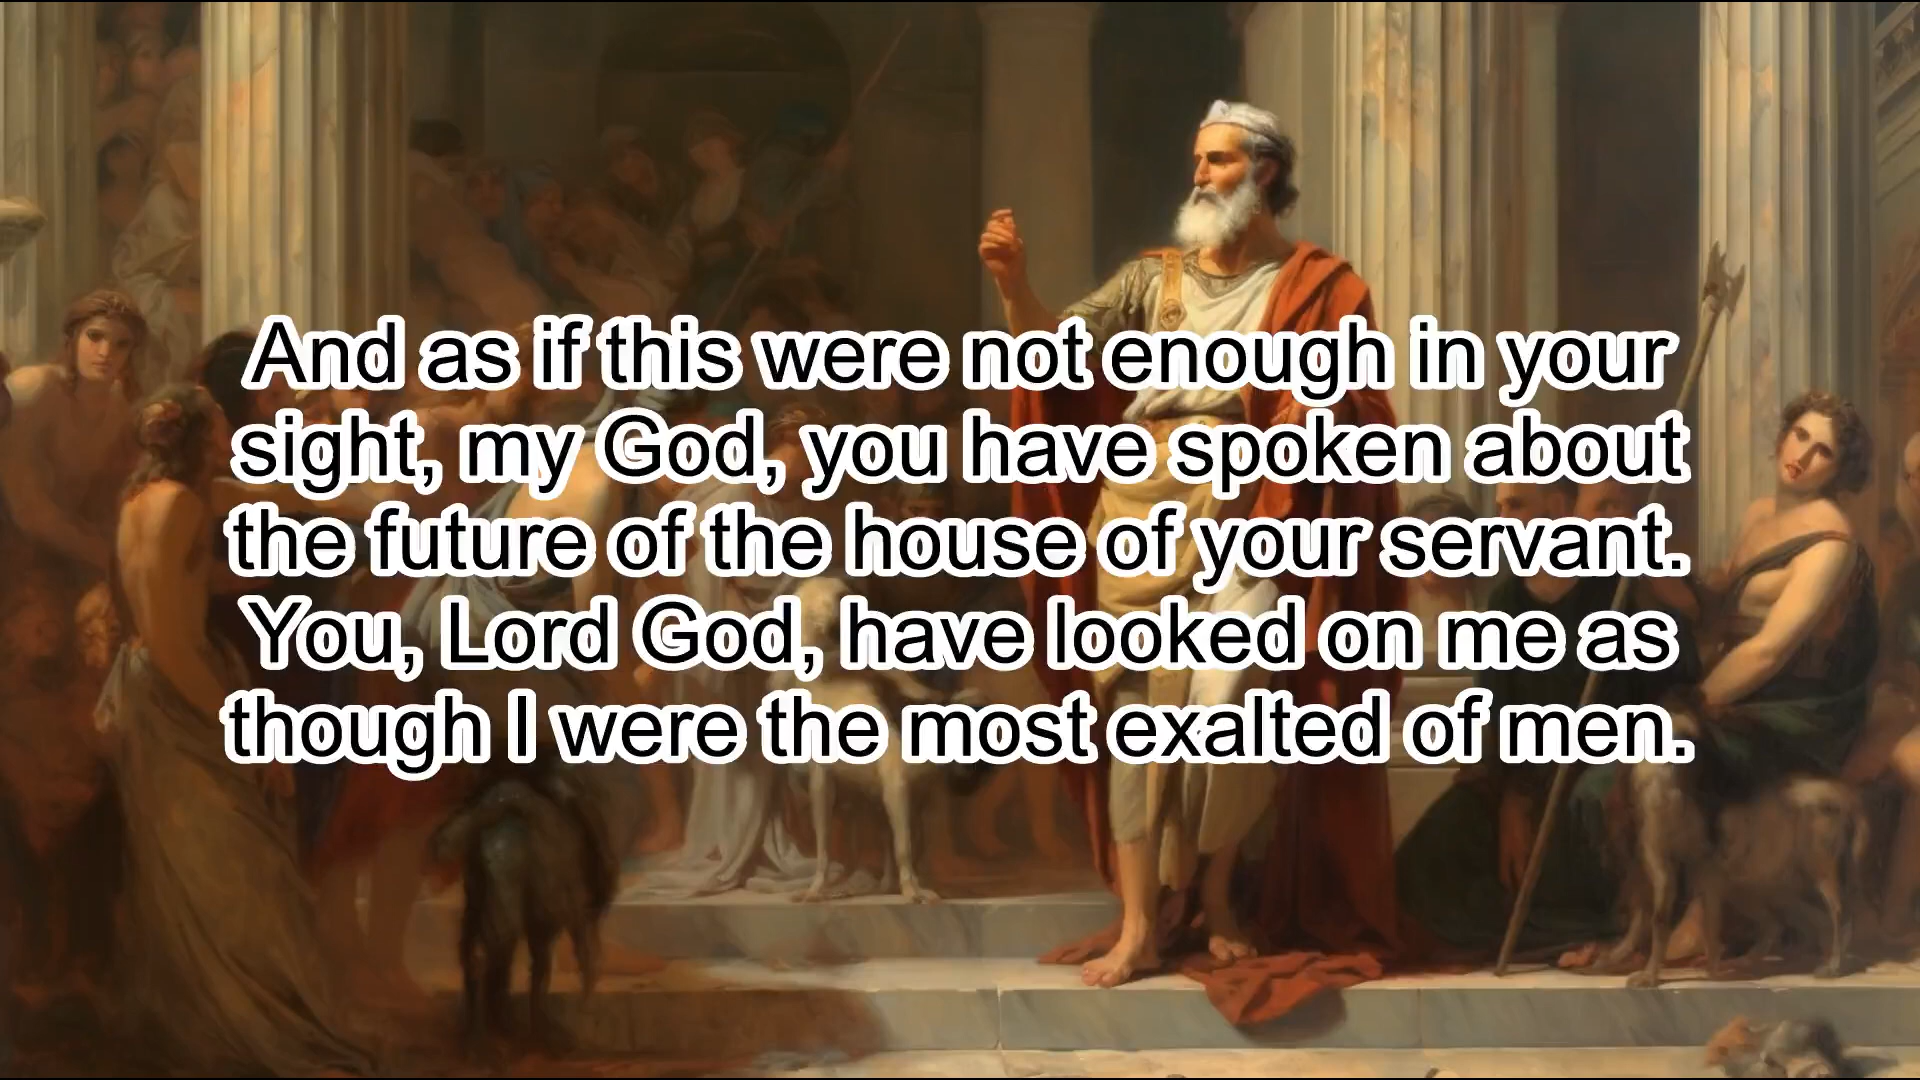 And as if this were not enough in your
sight, my God, you have spoken about
the future of the house of your servant.
You, Lord God, have looked on me as
though I were the most exalted of men.